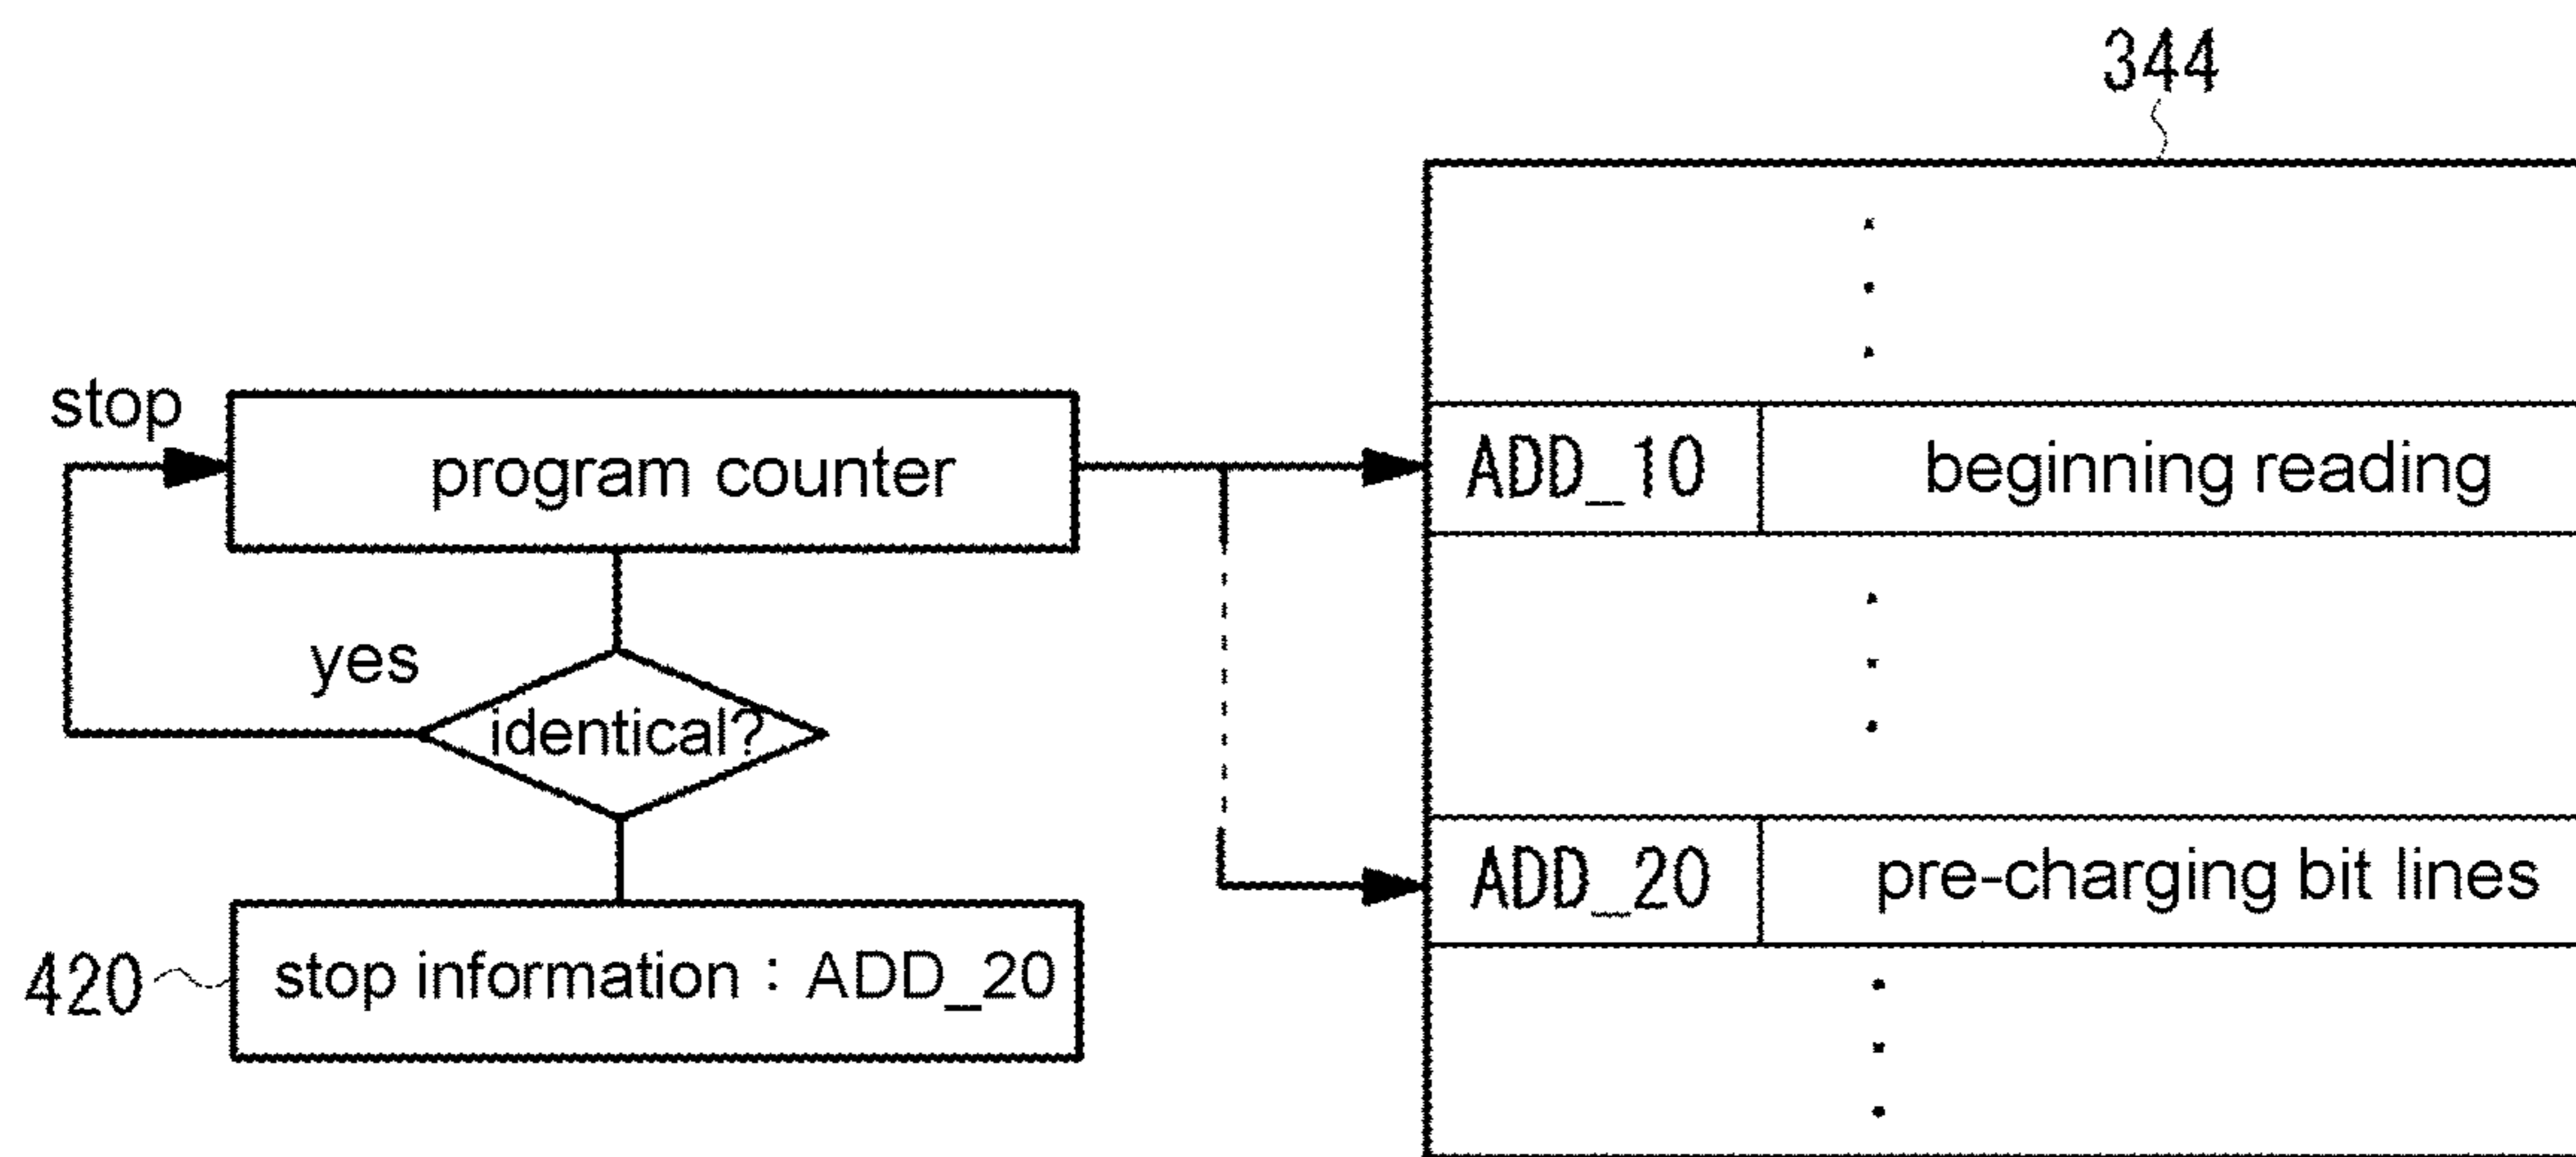 344
stop
program counter
ADD_10
beginning reading
yes
identical?
ADD_20
pre-charging bit lines
420
stop information : ADD_20